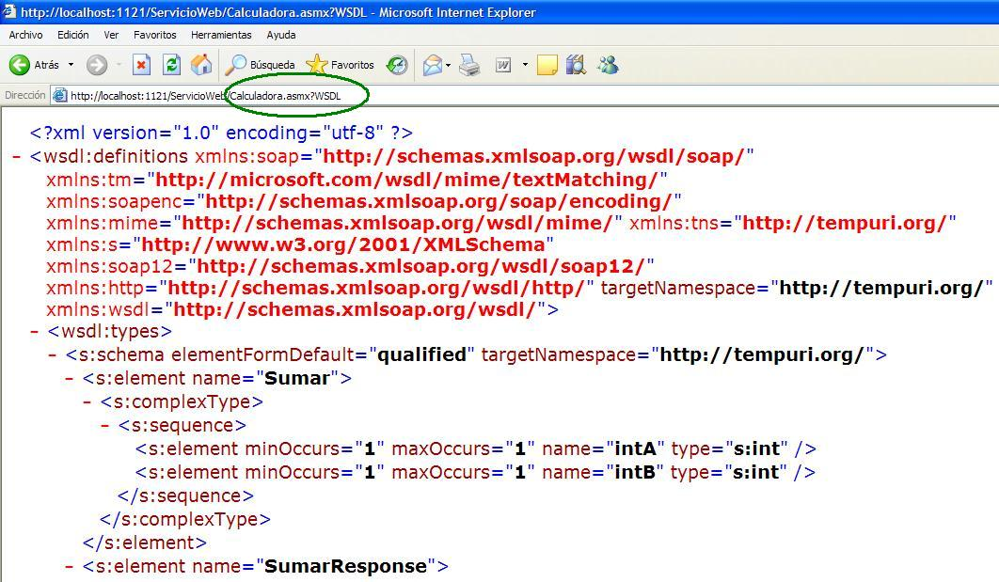 http://localhost:1121/ServicioWeb/Calculadora.asmx?WSDL - Microsoft Internet Explorer
Archivo Edición Ver Favoritos Herramientas Ayuda
Atrás Búsqueda Favoritos
Dirección http://localhost:1121/ServicioWeb/Calculadora.asmx?WSDL
<?xml version="1.0" encoding="utf-8" ?>
- <wsdl:definitions xmlns:soap="http://schemas.xmlsoap.org/wsdl/soap/"
xmlns:tm="http://microsoft.com/wsdl/mime/textMatching/"
xmlns:soapenc="http://schemas.xmlsoap.org/soap/encoding/"
xmlns:mime="http://schemas.xmlsoap.org/wsdl/mime/" xmlns:tns="http://tempuri.org/"
xmlns:s="http://www.w3.org/2001/XMLSchema"
xmlns:soap12="http://schemas.xmlsoap.org/wsdl/soap12/"
xmlns:http="http://schemas.xmlsoap.org/wsdl/http/" targetNamespace="http://tempuri.org/"
xmlns:wsdl="http://schemas.xmlsoap.org/wsdl/">
- <wsdl:types>
- <s:schema elementFormDefault="qualified" targetNamespace="http://tempuri.org/">
- <s:element name="Sumar">
- <s:complexType>
- <s:sequence>
<s:element minOccurs="1" maxOccurs="1" name="intA" type="s:int" />
<s:element minOccurs="1" maxOccurs="1" name="intB" type="s:int" />
</s:sequence>
</s:complexType>
</s:element>
- <s:element name="SumarResponse">